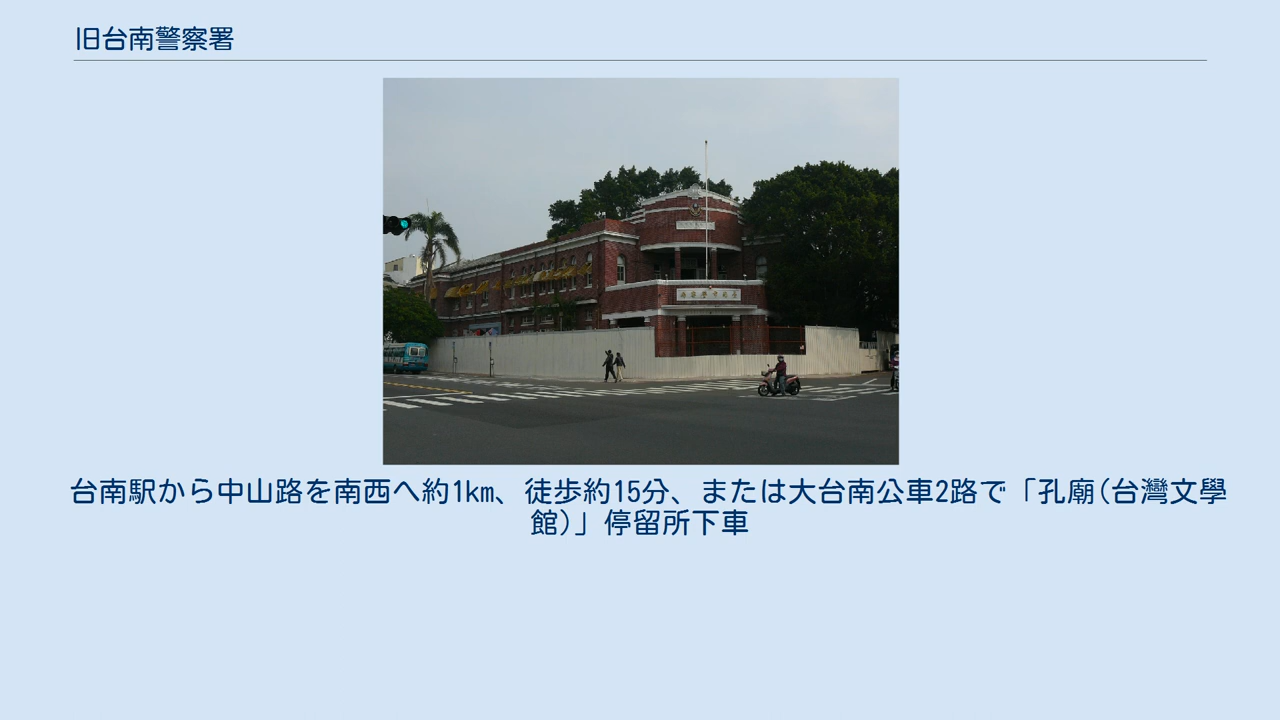 旧台南警察署
台南駅から中山路を南西へ約1km、徒歩約15分、または大台南公車2路で「孔廟(台灣文學
館)」停留所下車